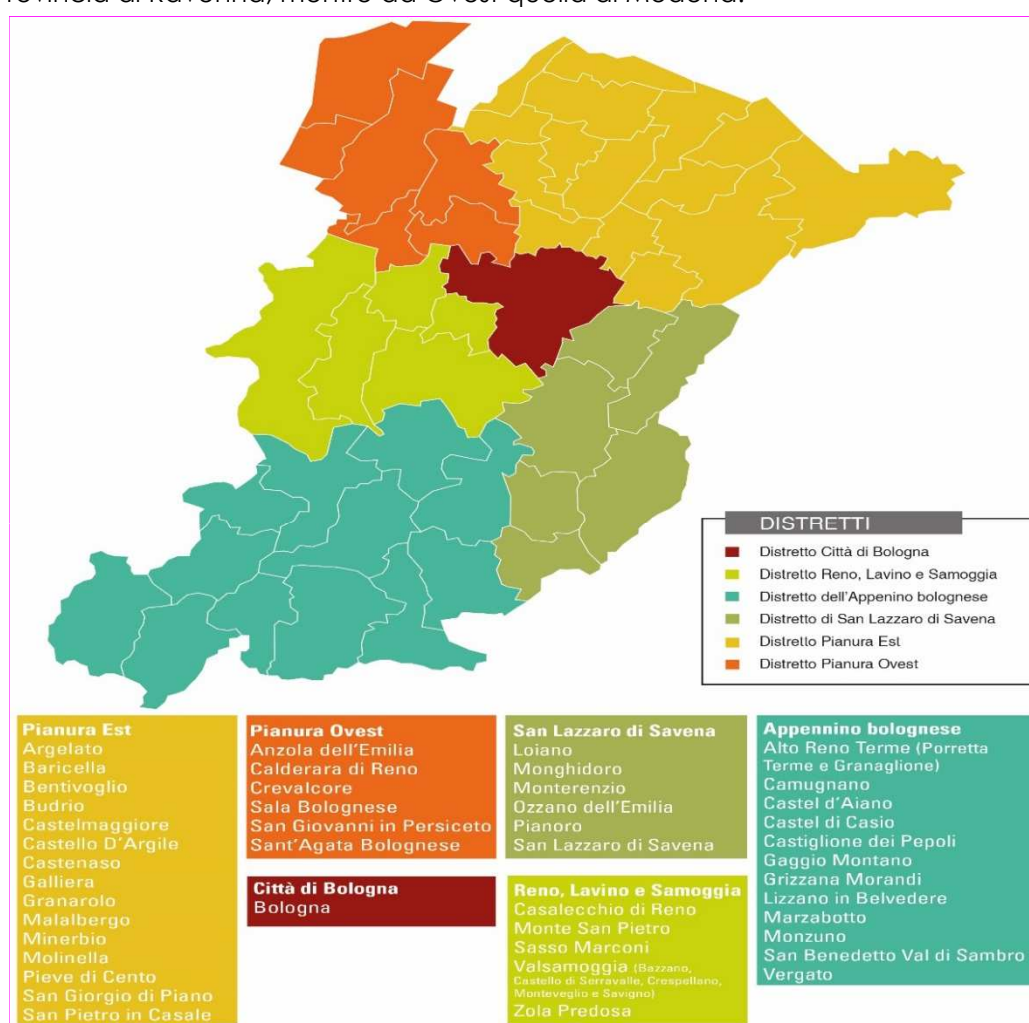 rovincia di Ravenna, mentre ad Ovest quella di Modena.
DISTRETTI
Distretto Città di Bologna
Distretto Reno, Lavino e Samoggia
Distretto dell'Appenino bolognese
Distretto di San Lazzaro di Savena
Distretto Pianura Est
Distretto Pianura Ovest
Pianura Est
Argelato
Baricella
Bentivoglio
Budrio
Castelmaggiore
Castello D'Argile
Castenaso
Galliera
Granarolo
Malalbergo
Minerbio
Molinella
Pieve di Cento
San Giorgio di Piano
San Pietro in Casale
Pianura Ovest
Anzola dell'Emilia
Calderara di Reno
Crevalcore
Sala Bolognese
San Giovanni in Persiceto
Sant'Agata Bolognese
Città di Bologna
Bologna
San Lazzaro di Savena
Loiano
Monghidoro
Monterenzio
Ozzano dell'Emilia
Pianoro
San Lazzaro di Savena
Reno, Lavino e Samoggia
Casalecchio di Reno
Monte San Pietro
Sasso Marconi
Valsamoggia (Bazzano,
Castello di Serravalle, Crespellano,
Monteveglio e Savigno)
Zola Predosa
Appennino bolognese
Alto Reno Terme (Porretta
Terme e Granaglione)
Camugnano
Castel d'Aiano
Castel di Casio
Castiglione dei Pepoli
Gaggio Montano
Grizzana Morandi
Lizzano in Belvedere
Marzabotto
Monzuno
San Benedetto Val di Sambro
Vergato